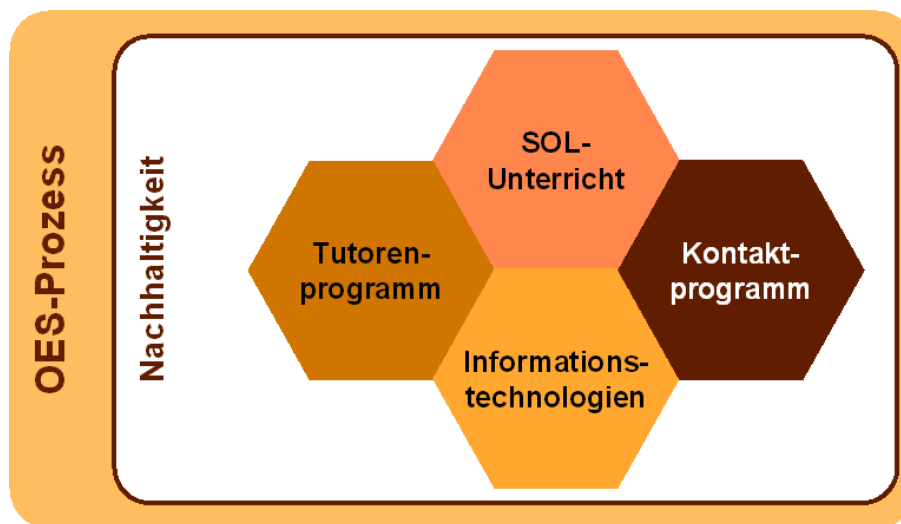 OES-Prozess
Nachhaltigkeit
SOL-
Unterricht
Tutoren-
programm
Kontakt-
programm
Informations-
technologien